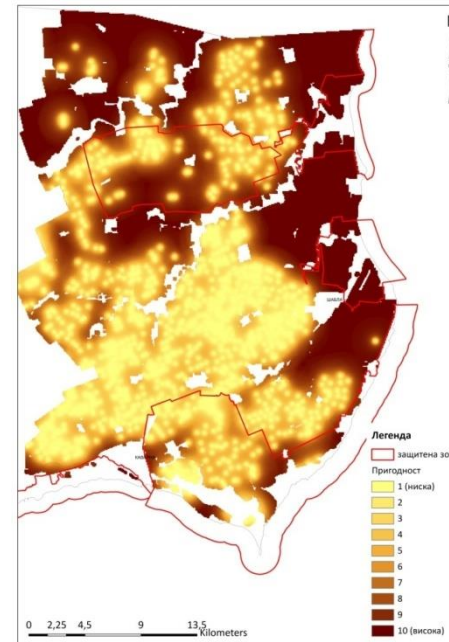 Легенда
защитена зо
Пригодност
1 (ниска)
2
3
4
5
6
7
8
9
10 (висока)
0 2,25 4,5 9 13,5
Kilometers